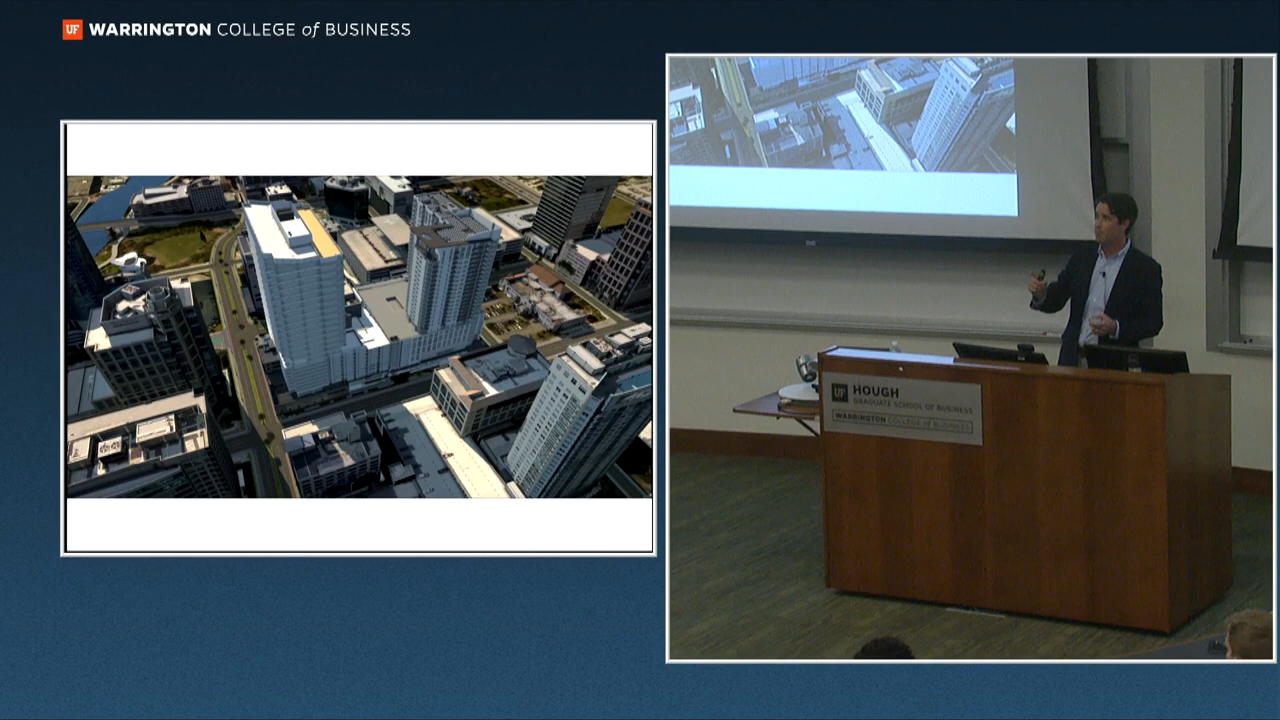 UF WARRINGTON COLLEGE of BUSINESS
UF HOUGH
GRADUATE SCHOOL OF BUSINESS
WARRINGTON COLLEGE of BUSINESS